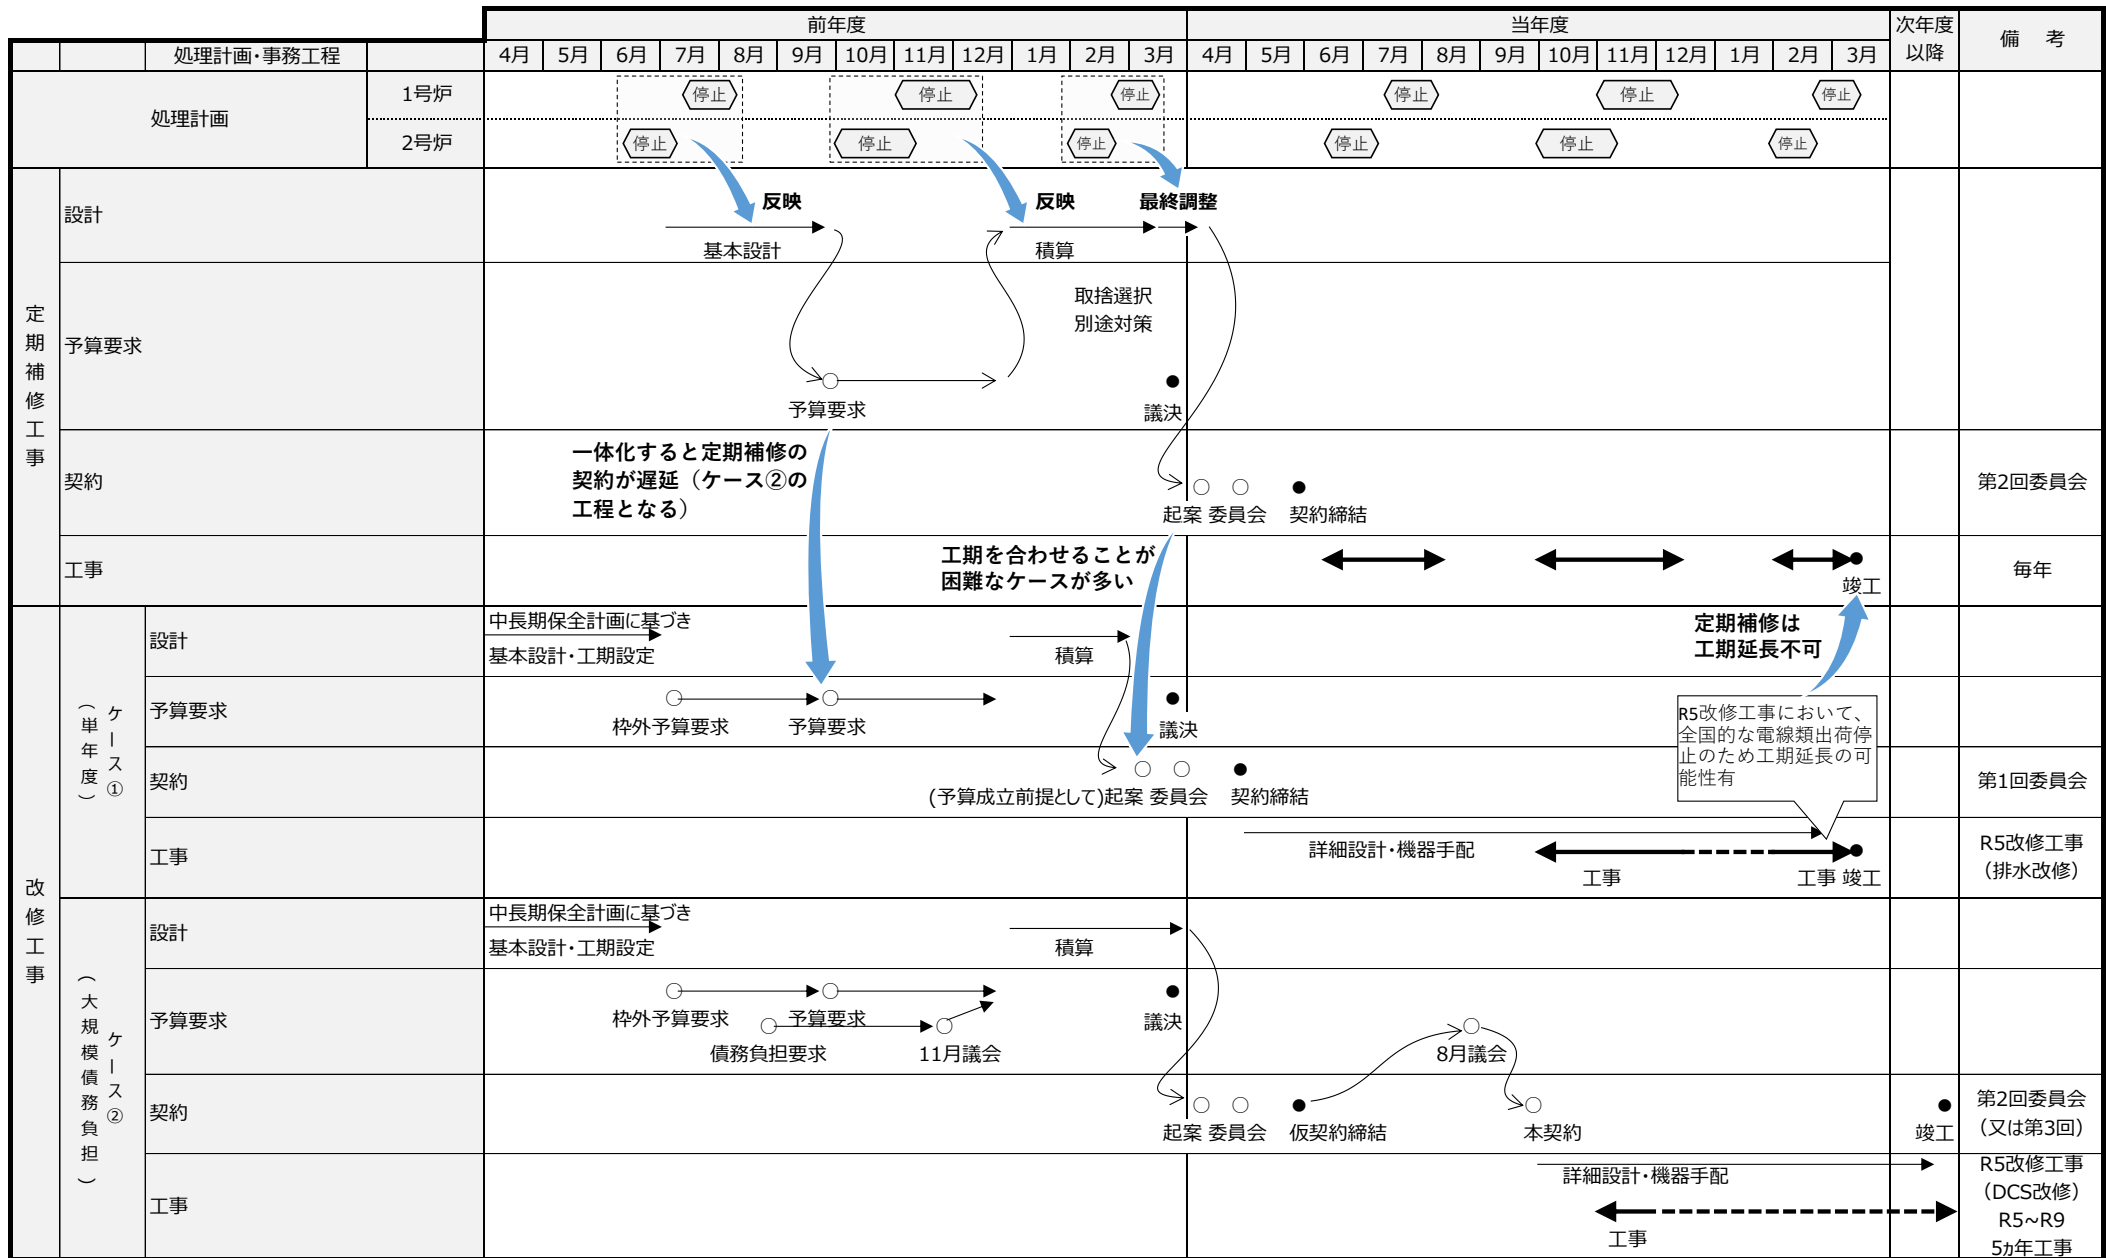 前年度
当年度
次年度
以降
備 考
処理計画・事務工程
4月 5月 6月 7月 8月 9月 10月 11月 12月 1月 2月 3月
4月 5月 6月 7月 8月 9月 10月 11月 12月 1月 2月 3月
処理計画
1号炉
停止 停止 停止 停止 停止 停止
2号炉
停止 停止 停止 停止 停止 停止
定期補修工事
設計
反映
反映
最終調整
基本設計
積算
予算要求
取捨選択
別途対策
予算要求
議決
契約
一体化すると定期補修の
契約が遅延（ケース②の
工程となる）
起案 委員会 契約締結
第2回委員会
工事
工期を合わせることが
困難なケースが多い
竣工
毎年
改修工事
ケース①
（単年度）
設計
中長期保全計画に基づき
基本設計・工期設定
積算
定期補修は
工期延長不可
予算要求
枠外予算要求
予算要求
議決
R5改修工事において、
全国的な電線類出荷停
止のため工期延長の可
能性有
契約
(予算成立前提として)起案 委員会 契約締結
第1回委員会
工事
詳細設計・機器手配
工事
工事 竣工
R5改修工事
（排水改修）
ケース②
（大規模債務負担）
設計
中長期保全計画に基づき
基本設計・工期設定
積算
予算要求
枠外予算要求
予算要求
債務負担要求
11月議会
議決
8月議会
契約
起案 委員会 仮契約締結
本契約
竣工
第2回委員会
（又は第3回）
工事
詳細設計・機器手配
工事
R5改修工事
（DCS改修）
R5~R9
5ヵ年工事